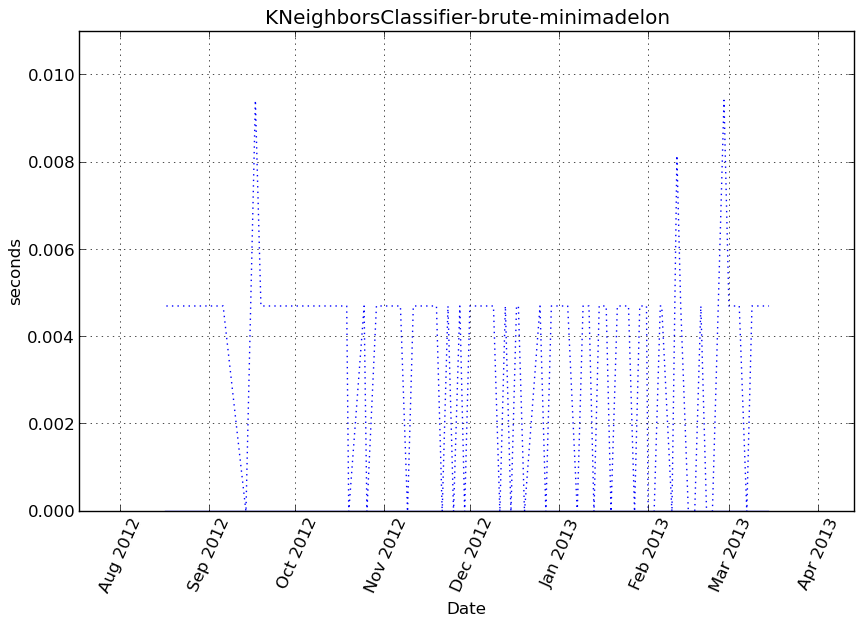 KNeighborsClassifier-brute-minimadelon
0.010
0.008
0.006
0.004
0.002
0.000
seconds
Aug 2012
Sep 2012
Oct 2012
Nov 2012
Dec 2012
Jan 2013
Feb 2013
Mar 2013
Apr 2013
Date